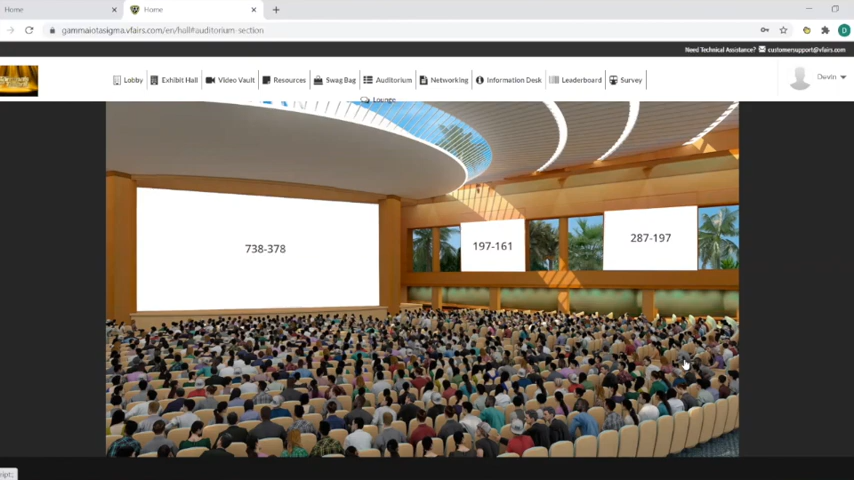 Home
Home
gammaiotasigma.vfairs.com/en/hall#auditorium-section
Need Technical Assistance? customersupport@vfairs.com
Lobby Exhibit Hall Video Vault Resources Swag Bag Auditorium Networking Information Desk Leaderboard Survey
Lounge
Davin
D
738-378
197-161
287-197